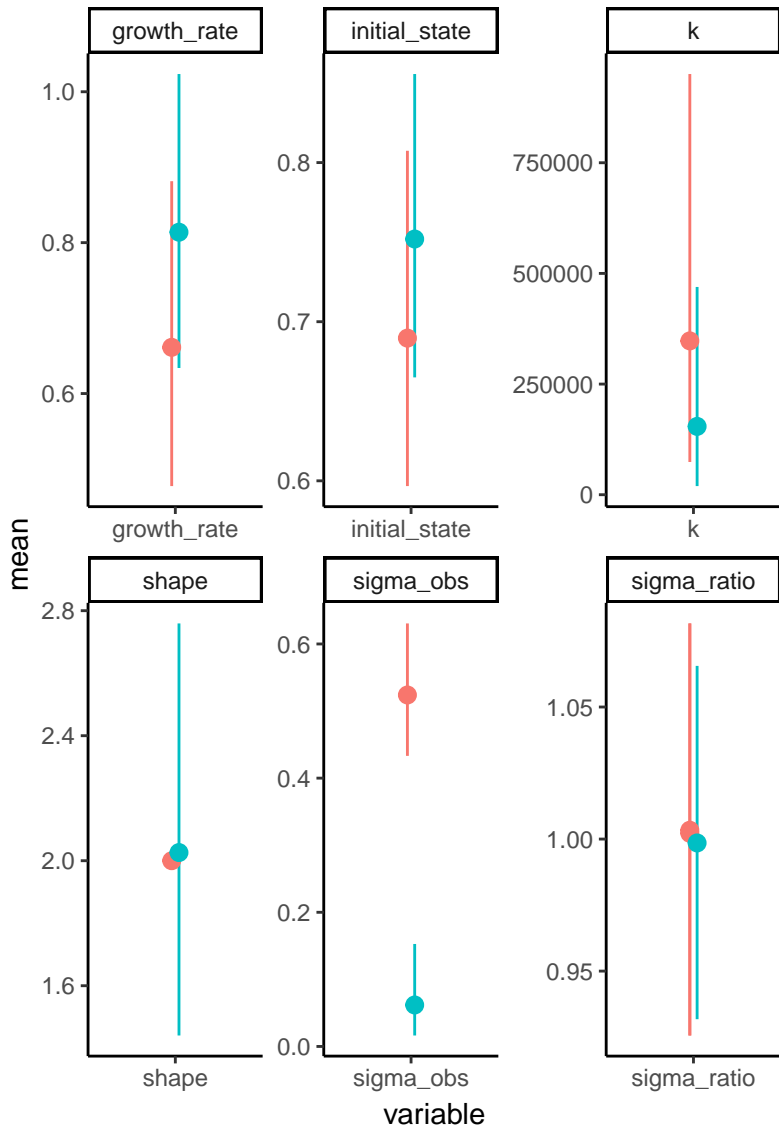 growth_rate
initial_state
k
1.0
0.8
0.6
0.8
0.7
0.6
750000
500000
250000
0
growth_rate
initial_state
k
mean
shape
sigma_obs
sigma_ratio
2.8
2.4
2.0
1.6
0.6
0.4
0.2
0.0
1.05
1.00
0.95
shape
sigma_obs
sigma_ratio
variable